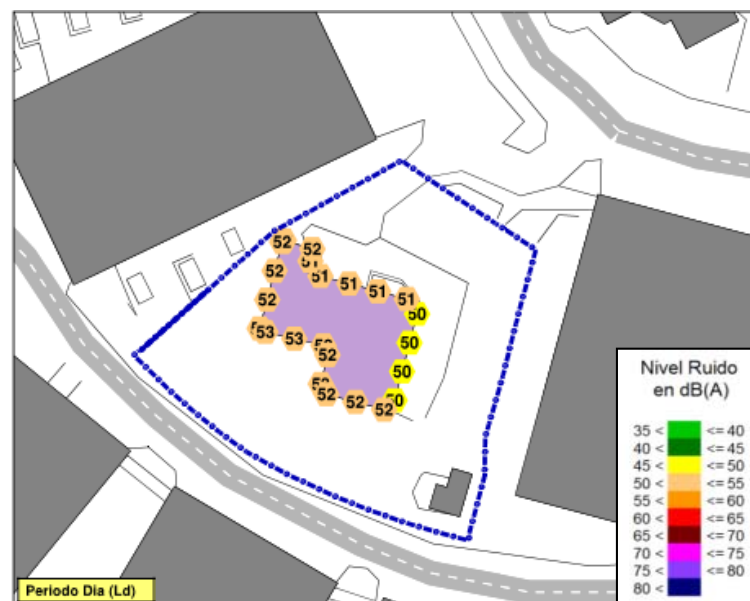 52 52
51
52 51 51 51
52 51
50
53 53
52 50
50
52 52 52 50
Nivel Ruido
en dB(A)
35 < <= 40
40 < <= 45
45 < <= 50
50 < <= 55
55 < <= 60
60 < <= 65
65 < <= 70
70 < <= 75
75 < <= 80
80 <
Periodo Dia (Ld)